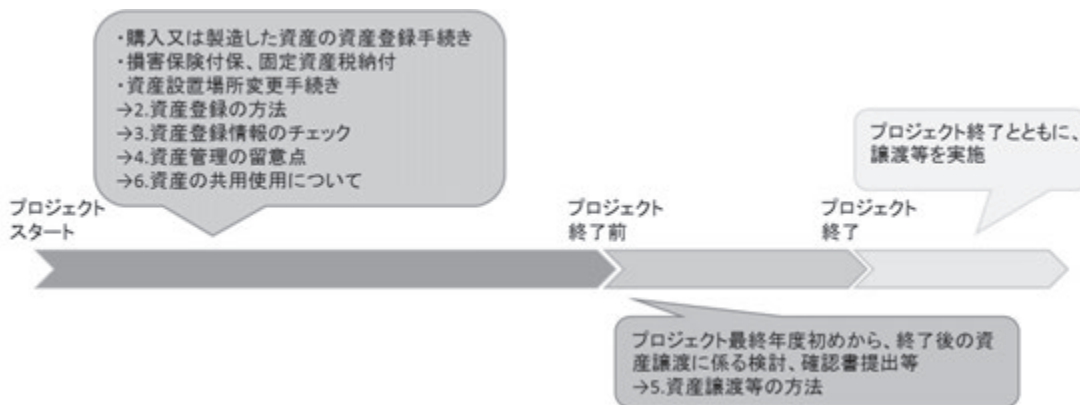 ・購入又は製造した資産の資産登録手続き
・損害保険付保、固定資産税納付
・資産設置場所変更手続き
→2.資産登録の方法
→3.資産登録情報のチェック
→4.資産管理の留意点
→6.資産の共用使用について
プロジェクト終了とともに、
譲渡等を実施
プロジェクト
スタート
プロジェクト
終了前
プロジェクト
終了
プロジェクト最終年度初めから、終了後の資
産譲渡に係る検討、確認書提出等
→5.資産譲渡等の方法